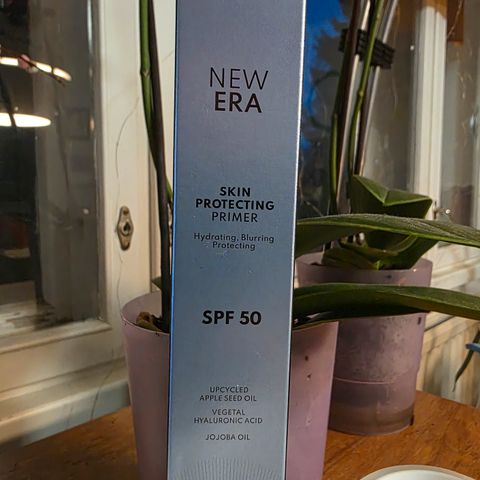 NEW
ERA
SKIN
PROTECTING
PRIMER
Hydrating, Blurring
Protecting
SPF 50
UPCYCLED
APPLE SEED OIL
VEGETAL
HYALURONIC ACID
JOJOBA OIL